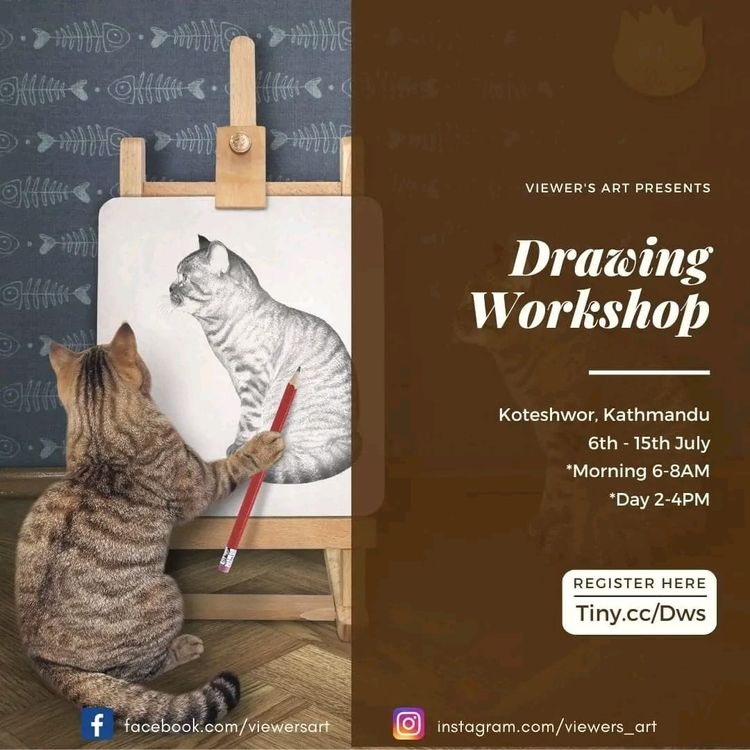 VIEWER'S ART PRESENTS
Drawing
Workshop
Koteshwor, Kathmandu
6th - 15th July
*Morning 6-8AM
*Day 2-4PM
REGISTER HERE
Tiny.cc/Dws
facebook.com/viewersart
instagram.com/viewers_art